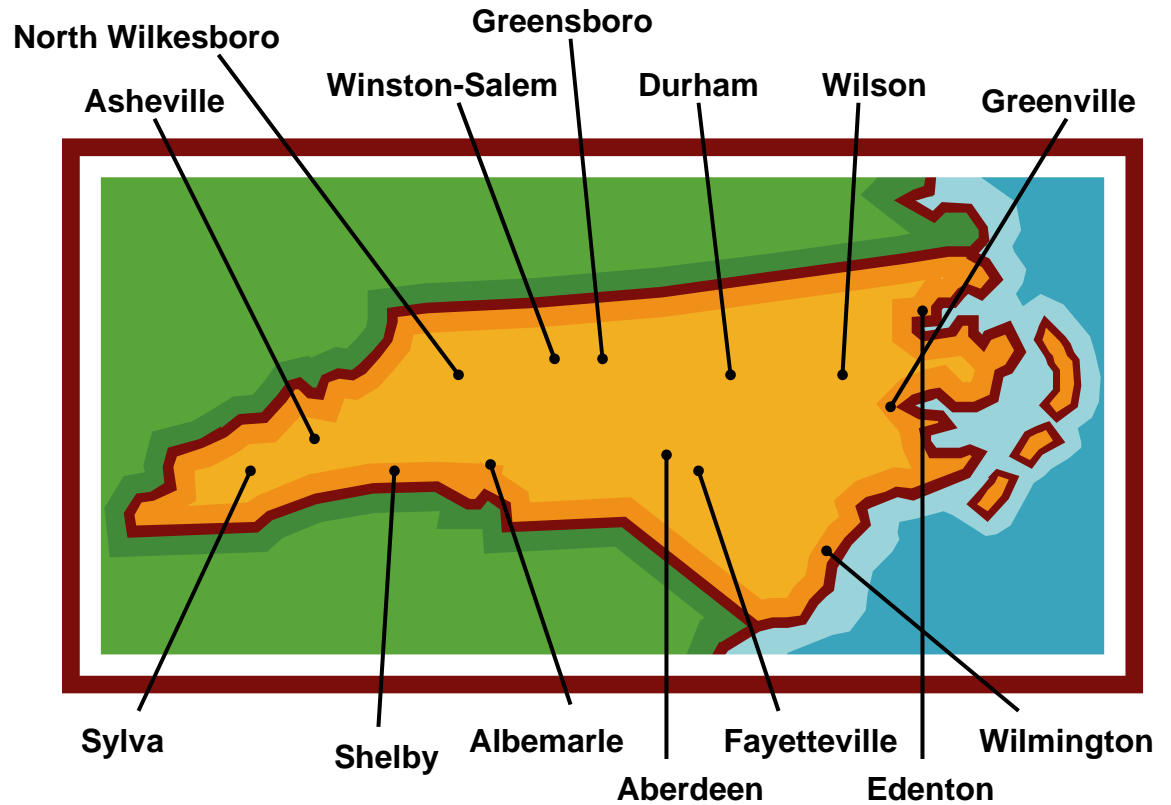 Greensboro
North Wilkesboro
Winston-Salem
Durham
Wilson
Asheville
Greenville
Sylva
Shelby
Albemarle
Fayetteville
Wilmington
Aberdeen
Edenton